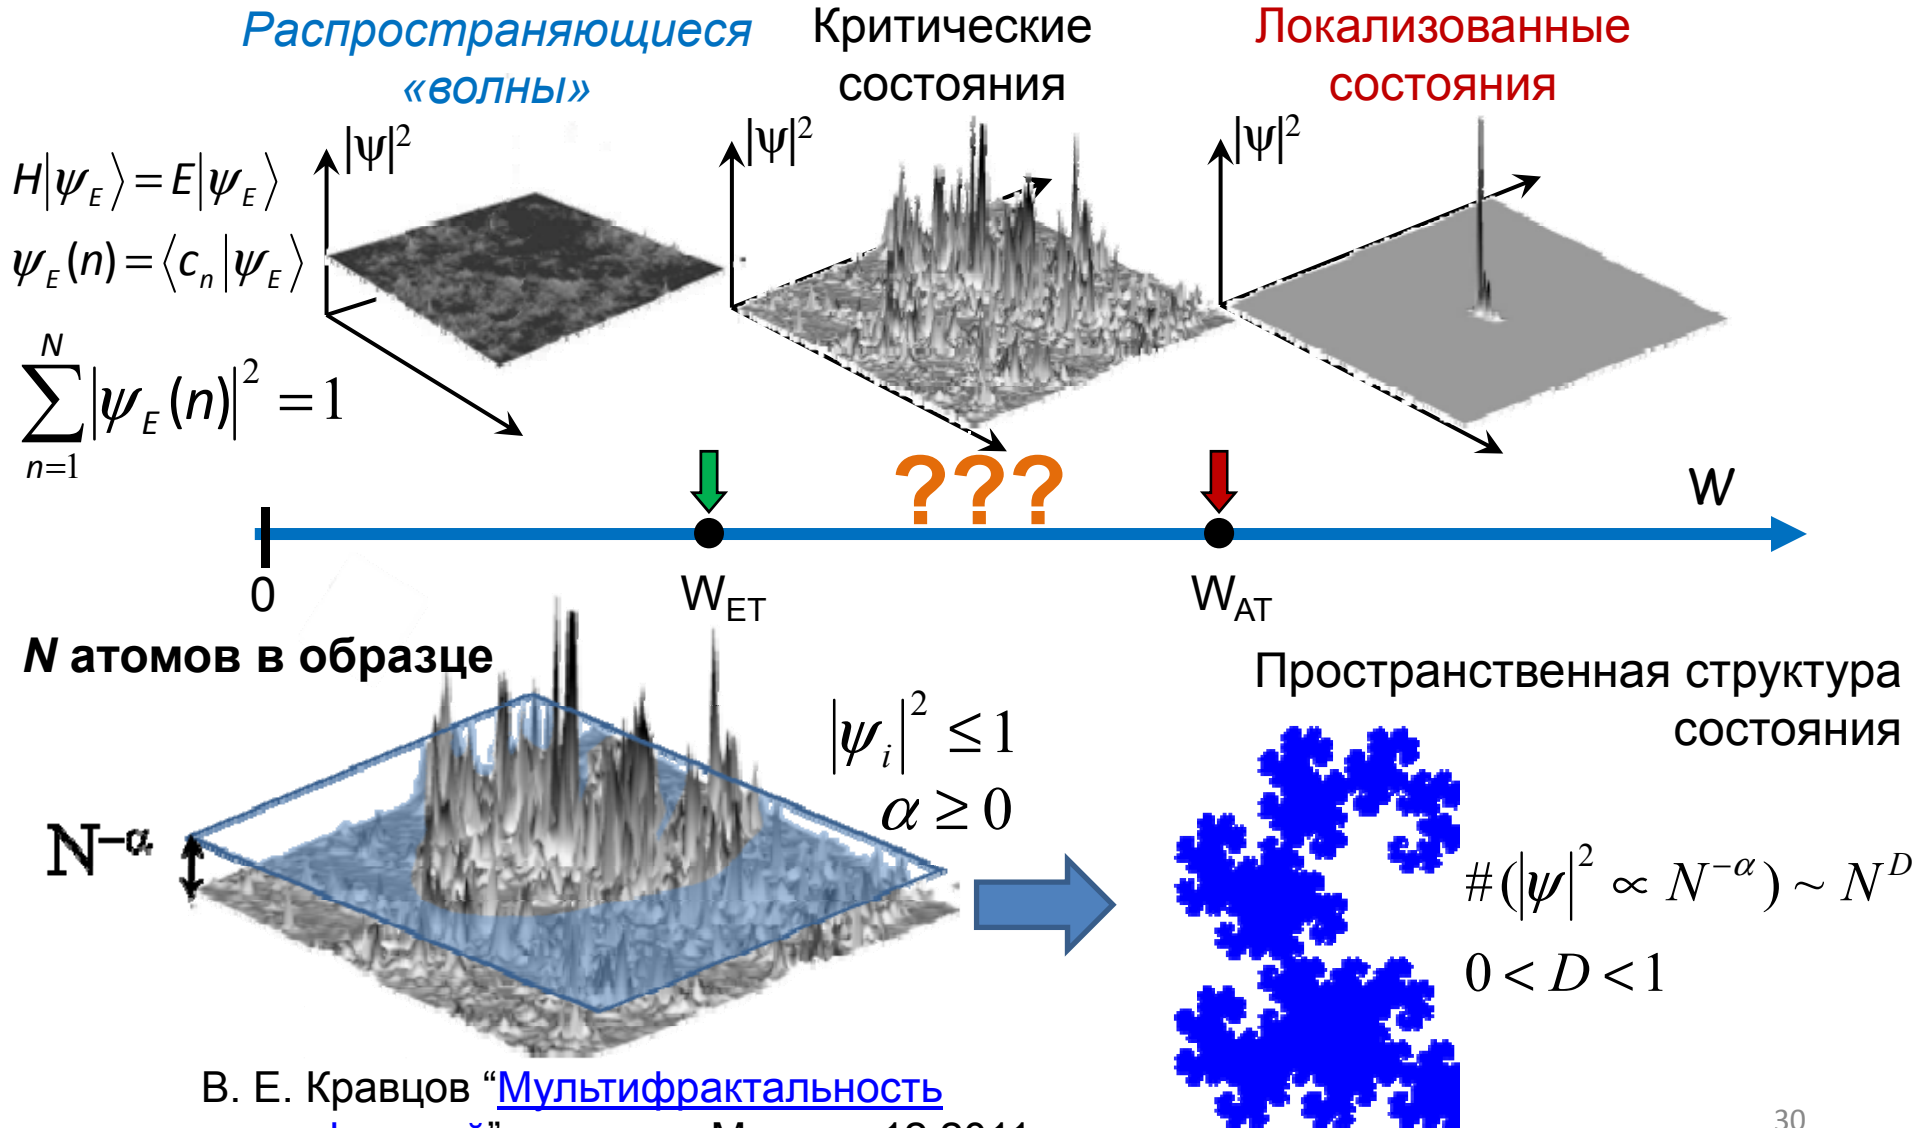 Распространяющиеся
«волны»
Критические
состояния
Локализованные
состояния
|ψ|²
|ψ|²
|ψ|²
H|ψ_E⟩=E|ψ_E⟩
ψ_E(n)=⟨c_n|ψ_E⟩
∑_{n=1}^{N}|ψ_E(n)|²=1
???
W
0
W_ET
W_AT
N атомов в образце
Пространственная структура
состояния
|ψ_i|² ≤ 1
α ≥ 0
N^{-α}
#(|ψ|² ∝ N^{-α}) ~ N^D
0 < D < 1
В. Е. Кравцов “Мультифрактальность
30